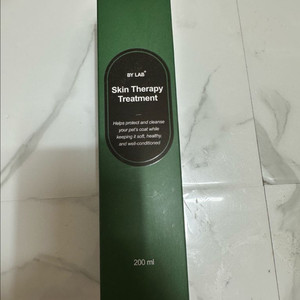 BY LAB+
Skin Therapy
Treatment
Helps protect and cleanse
your pet's coat while
keeping it soft, healthy,
and well-conditioned
200 ml